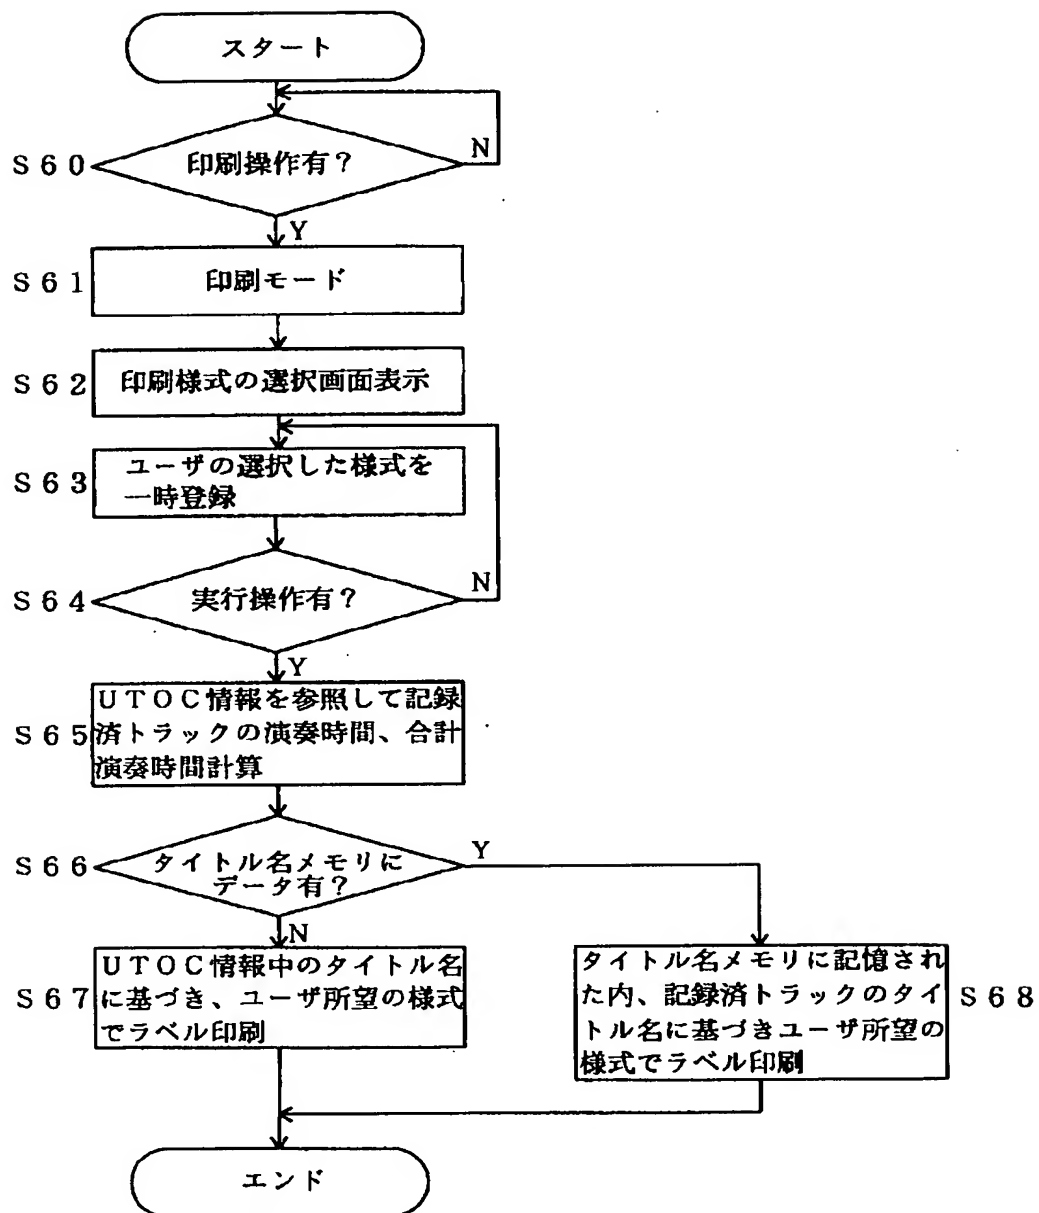 スタート
N
S60
印刷操作有?
Y
S61
印刷モード
S62
印刷様式の選択画面表示
S63
ユーザの選択した様式を
一時登録
N
S64
実行操作有?
Y
UTOC情報を参照して記録
S65
済トラックの演奏時間、合計
演奏時間計算
Y
S66
タイトル名メモリに
データ有?
N
UTOC情報中のタイトル名
S67
に基づき、ユーザ所望の様式
でラベル印刷
タイトル名メモリに記憶され
た内、記録済トラックのタイ
S68
トル名に基づきユーザ所望の
様式でラベル印刷
エンド